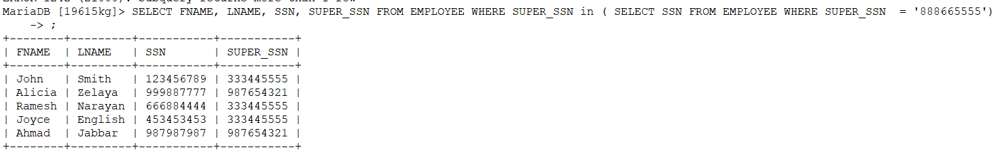 MariaDB [19615kg]> SELECT FNAME, LNAME, SSN, SUPER_SSN FROM EMPLOYEE WHERE SUPER_SSN in ( SELECT SSN FROM EMPLOYEE WHERE SUPER_SSN  = '888665555')
    -> ;
+--------+---------+-----------+-----------+
| FNAME  | LNAME   | SSN       | SUPER_SSN |
+--------+---------+-----------+-----------+
| John   | Smith   | 123456789 | 333445555 |
| Alicia | Zelaya  | 999887777 | 987654321 |
| Ramesh | Narayan | 666884444 | 333445555 |
| Joyce  | English | 453453453 | 333445555 |
| Ahmad  | Jabbar  | 987987987 | 987654321 |
+--------+---------+-----------+-----------+